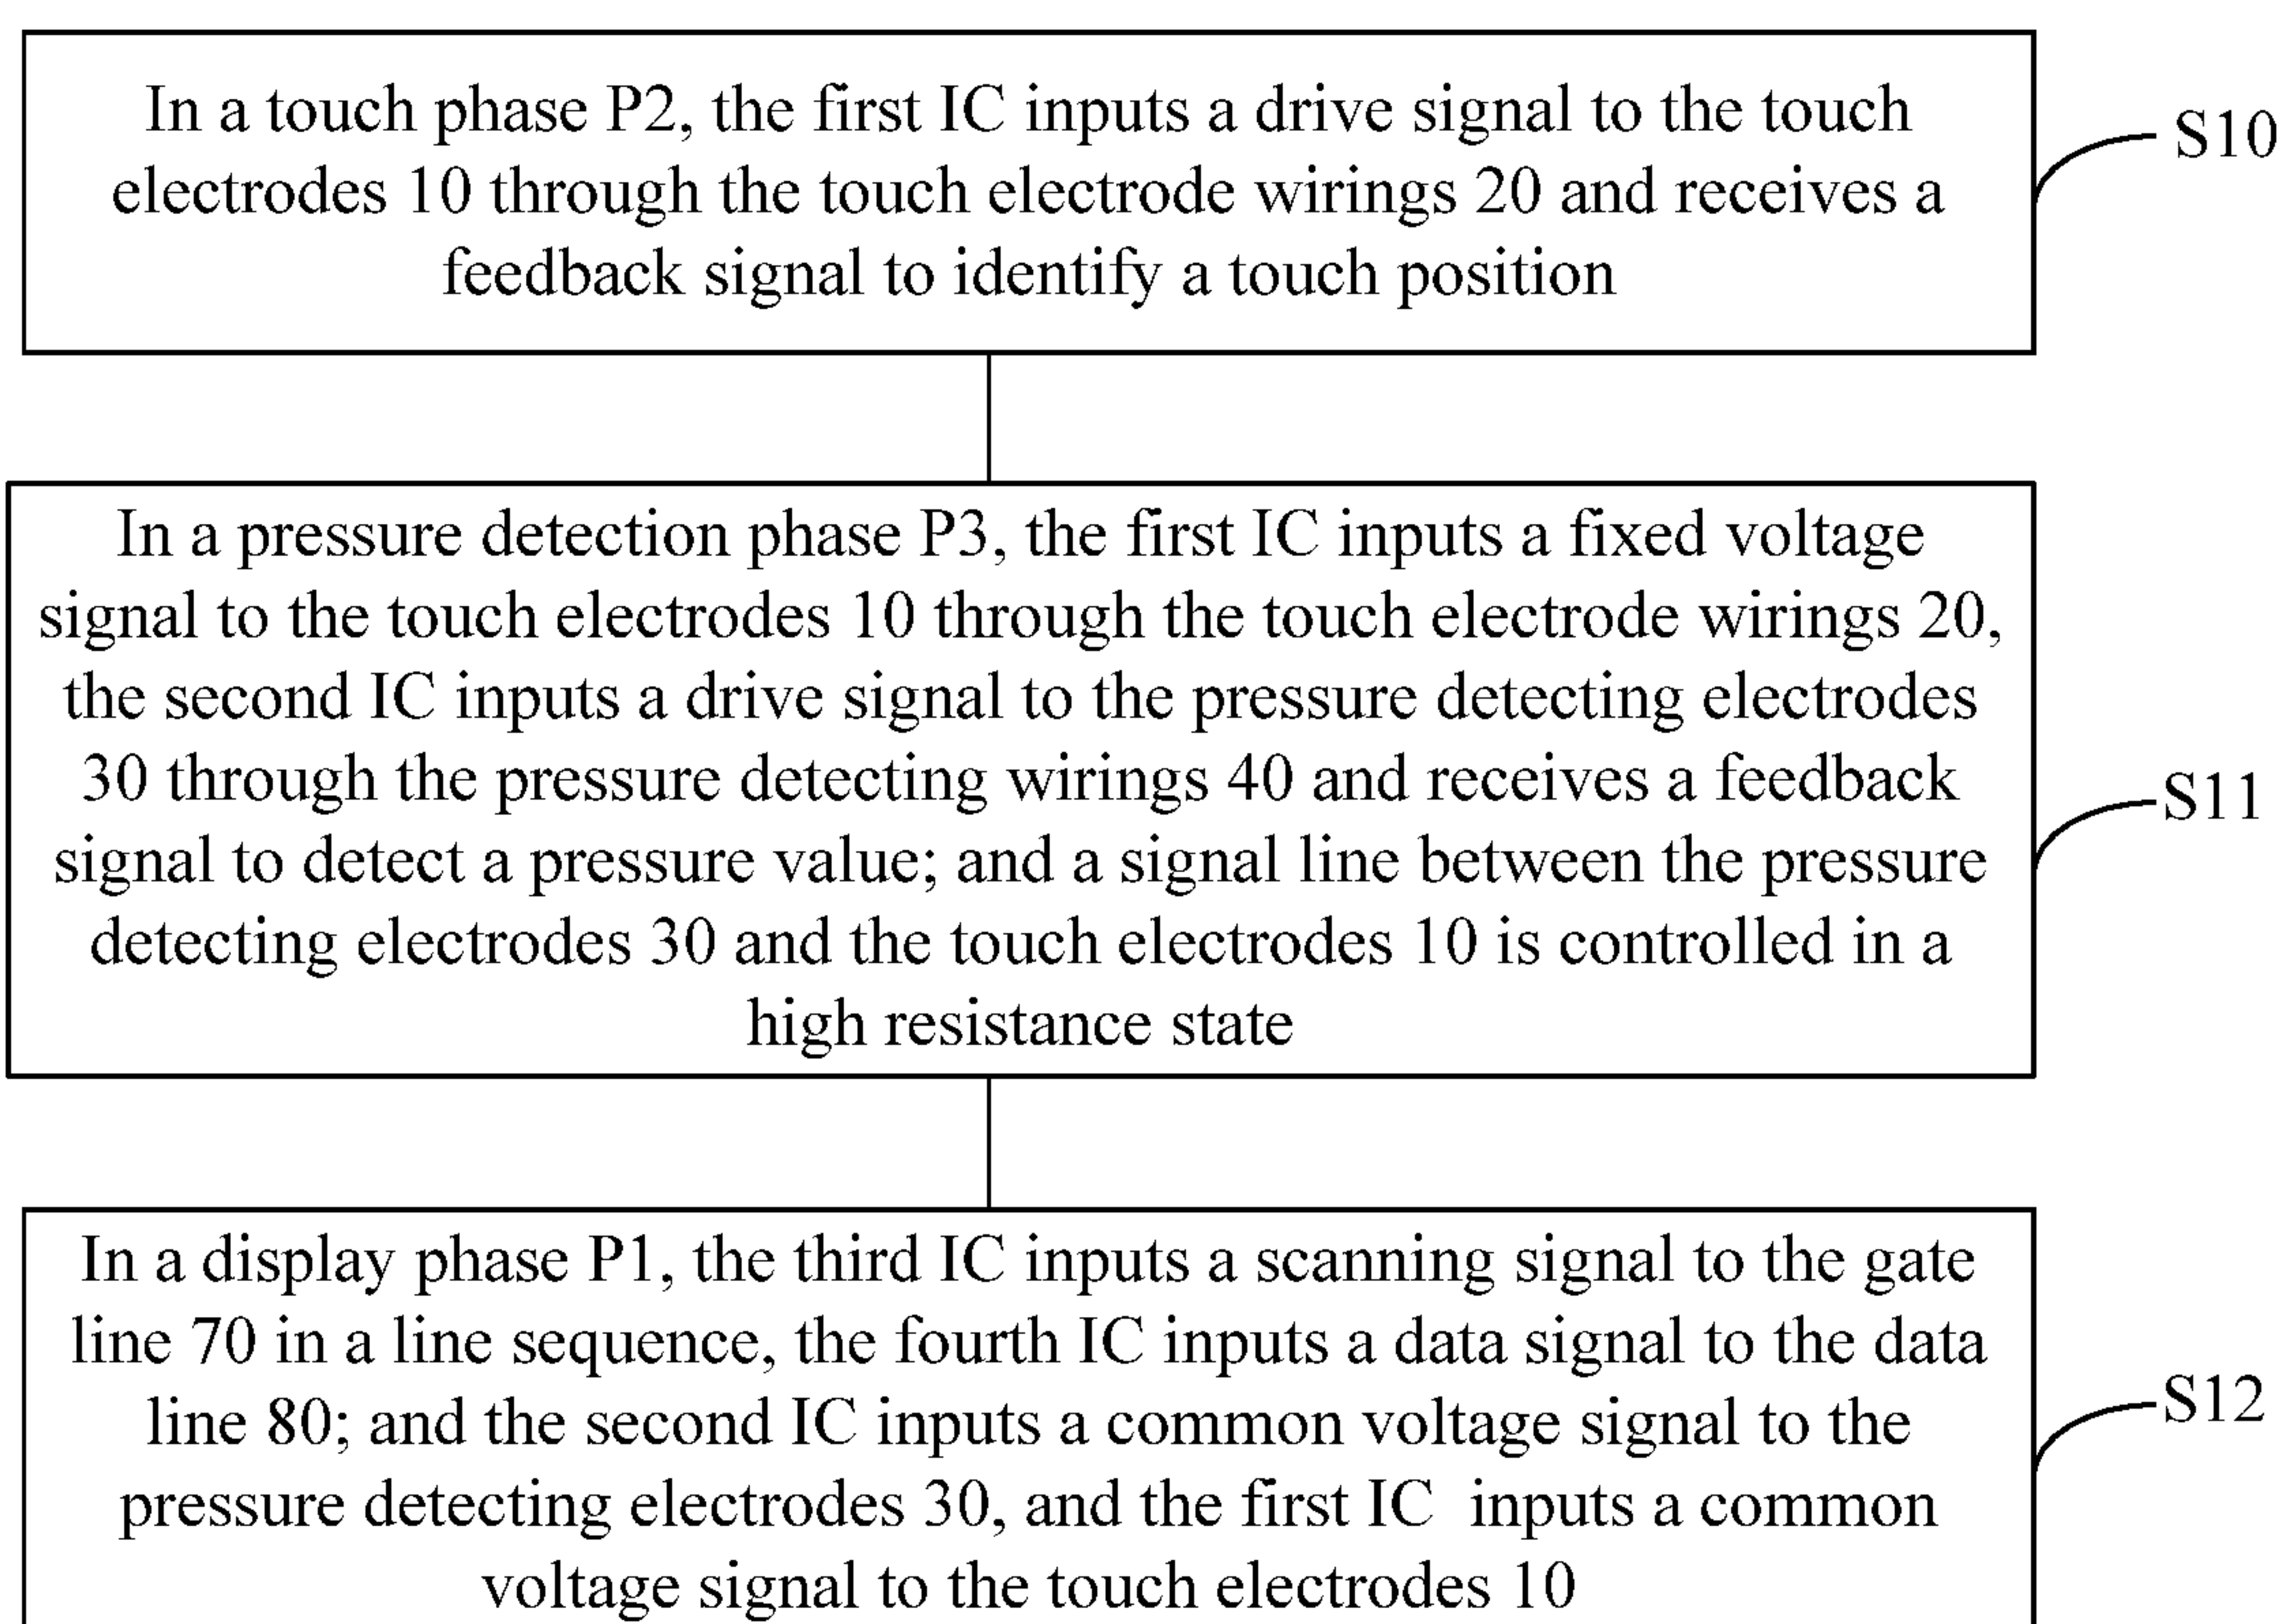 In a touch phase P2, the first IC inputs a drive signal to the touch
electrodes 10 through the touch electrode wirings 20 and receives a
feedback signal to identify a touch position
S10
In a pressure detection phase P3, the first IC inputs a fixed voltage
signal to the touch electrodes 10 through the touch electrode wirings 20,
the second IC inputs a drive signal to the pressure detecting electrodes
30 through the pressure detecting wirings 40 and receives a feedback
signal to detect a pressure value; and a signal line between the pressure
detecting electrodes 30 and the touch electrodes 10 is controlled in a
high resistance state
S11
In a display phase P1, the third IC inputs a scanning signal to the gate
line 70 in a line sequence, the fourth IC inputs a data signal to the data
line 80; and the second IC inputs a common voltage signal to the
pressure detecting electrodes 30, and the first IC inputs a common
voltage signal to the touch electrodes 10
S12